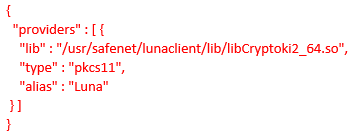 {
"providers" : [ {
"lib" : "/usr/safenet/lunaclient/lib/libCryptoki2_64.so",
"type" : "pkcs11",
"alias" : "Luna"
} ]
}